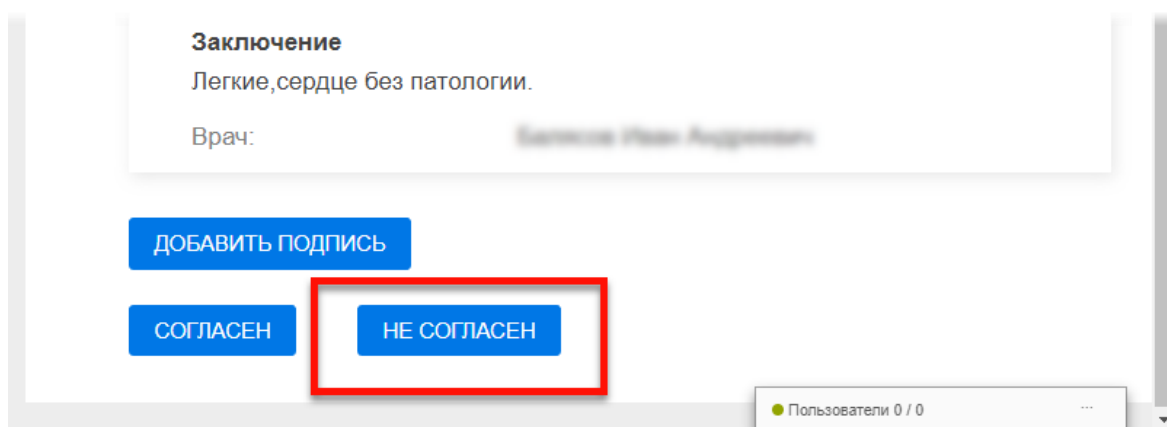 Заключение
Легкие,сердце без патологии.
Врач:
ДОБАВИТЬ ПОДПИСЬ
СОГЛАСЕН НЕ СОГЛАСЕН
Пользователи 0 / 0 ...